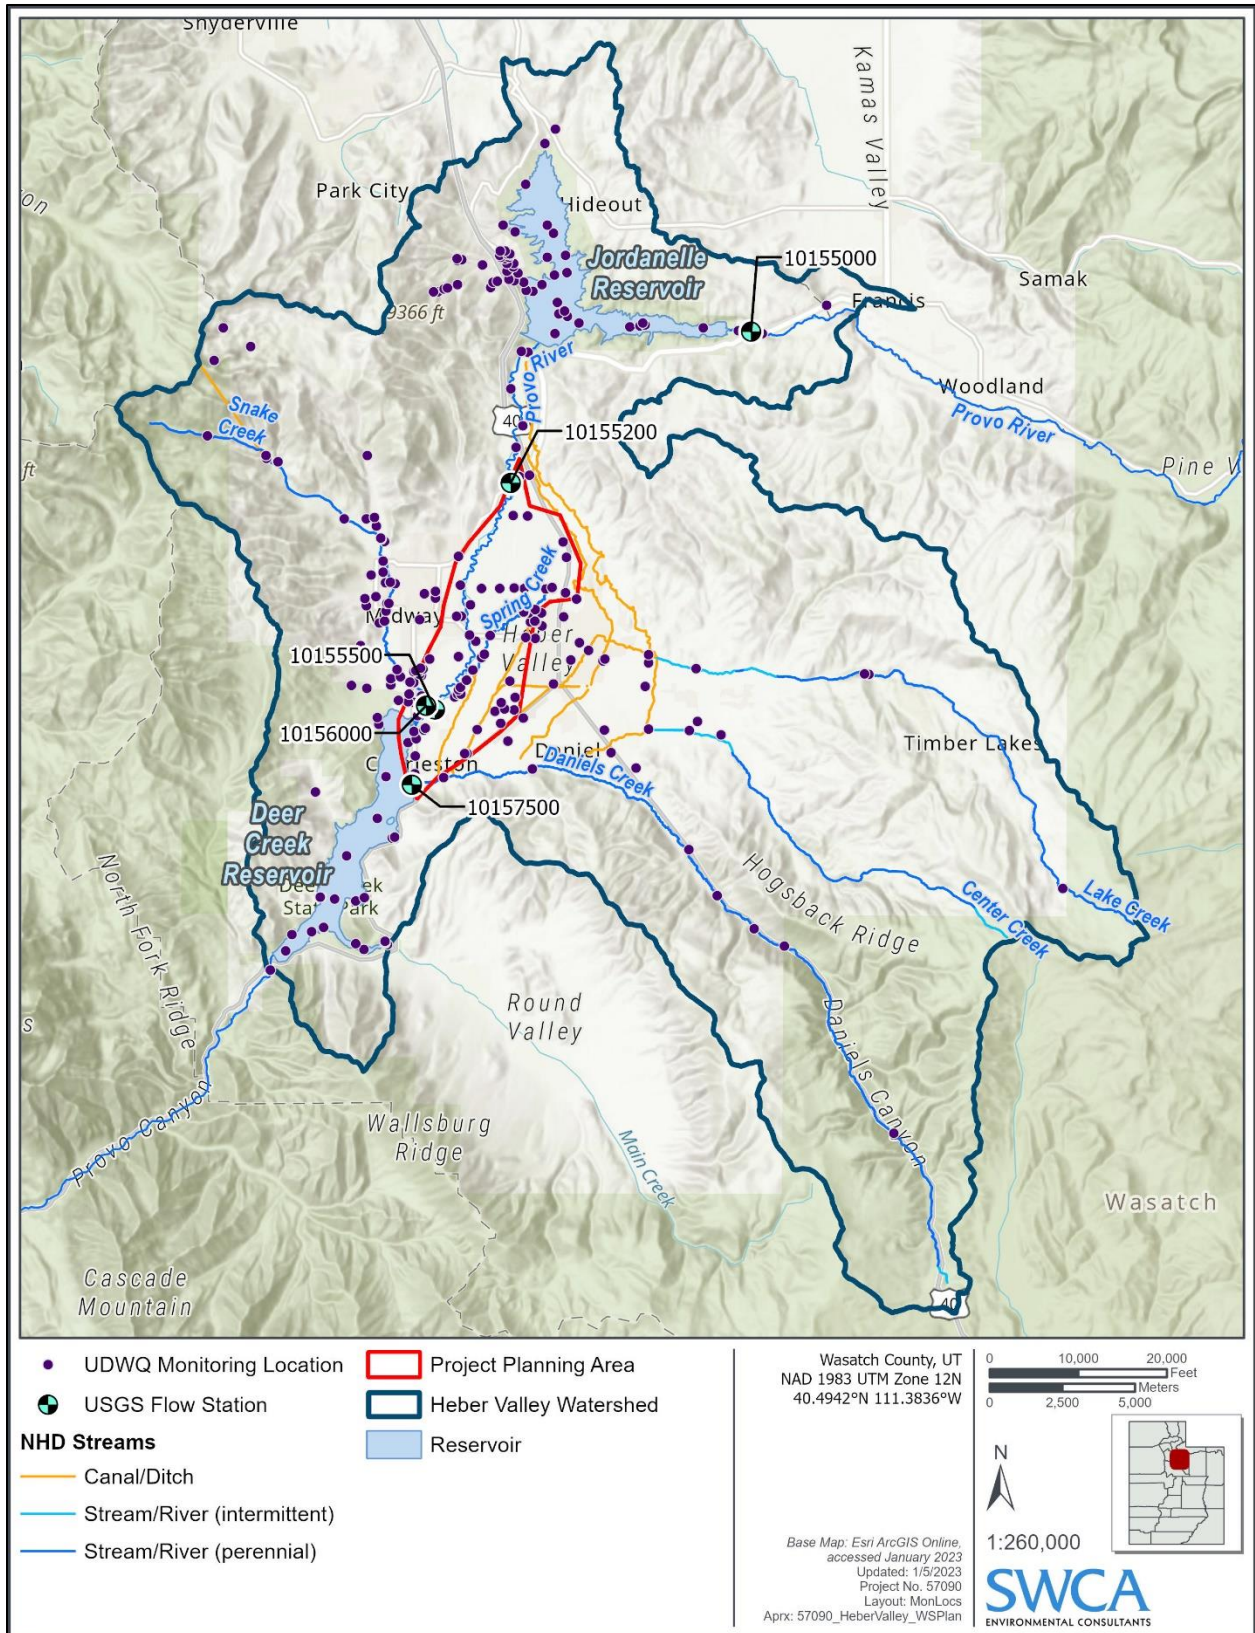 Snyderville
Kamas Valley
on
Park City
Hideout
Jordanelle
Reservoir
10155000
Samak
Francis
9366 ft
Provo River
Woodland
Provo River
Snake
Creek
40
10155200
ft
Spring Creek
Midway
Heber
Valley
10155500
10156000
Timber Lakes
Charleston
Daniel
Daniels Creek
10157500
Deer
Creek
Reservoir
State Park
North Fork Ridge
Hogsback Ridge
Center Creek
Lake Creek
Round
Valley
s
Daniels Canyon
Provo Canyon
Wallsburg
Ridge
Main Creek
Wasatch
Cascade
Mountain
40
UDWQ Monitoring Location
USGS Flow Station
NHD Streams
Canal/Ditch
Stream/River (intermittent)
Stream/River (perennial)
Project Planning Area
Heber Valley Watershed
Reservoir
Wasatch County, UT
NAD 1983 UTM Zone 12N
40.4942°N 111.3836°W
Base Map: Esri ArcGIS Online,
accessed January 2023
Updated: 1/5/2023
Project No. 57090
Layout: MonLocs
Aprx: 57090_HeberValley_WSPlan
0 10,000 20,000
Feet
Meters
0 2,500 5,000
N
1:260,000
SWCA
ENVIRONMENTAL CONSULTANTS